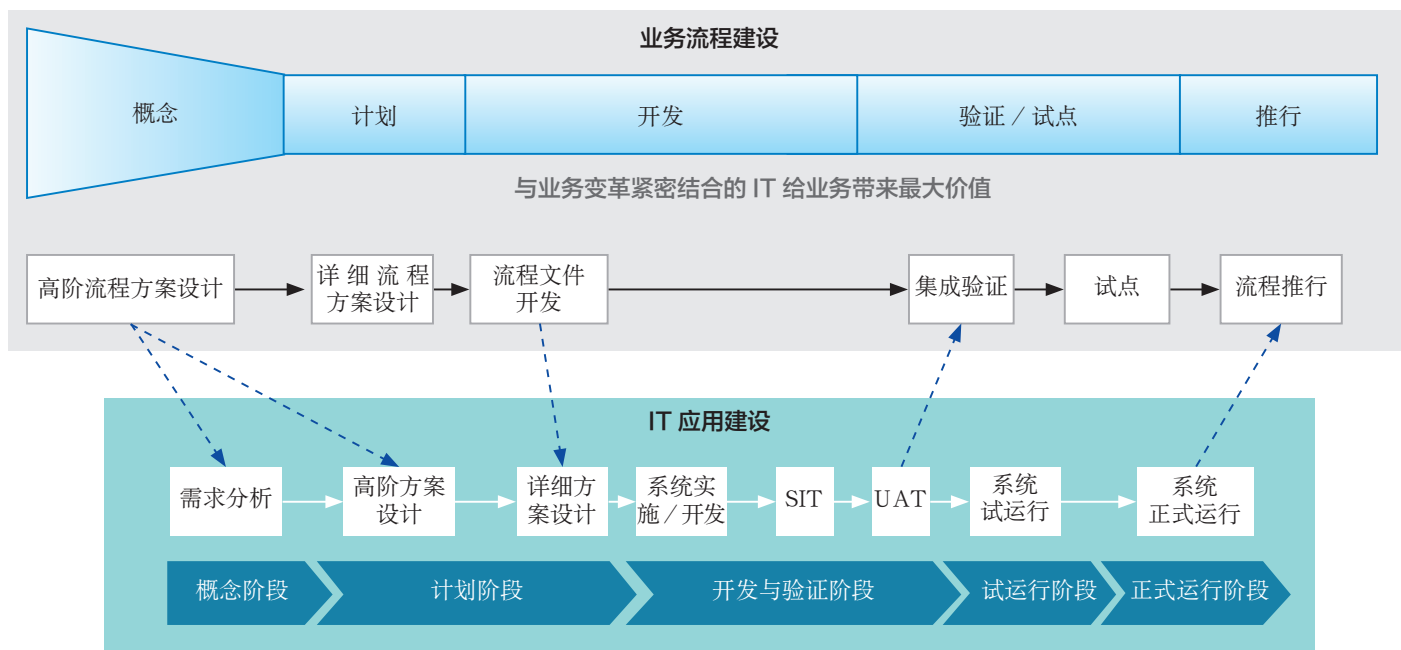 业务流程建设
概念
计划
开发
验证 / 试点
推行
与业务变革紧密结合的 IT 给业务带来最大价值
高阶流程方案设计
详 细 流 程
方案设计
流程文件
开发
集成验证
试点
流程推行
IT 应用建设
需求分析
高阶方案
设计
详细方
案设计
系统实
施 / 开发
SIT
UAT
系统
试运行
系统
正式运行
概念阶段
计划阶段
开发与验证阶段
试运行阶段
正式运行阶段